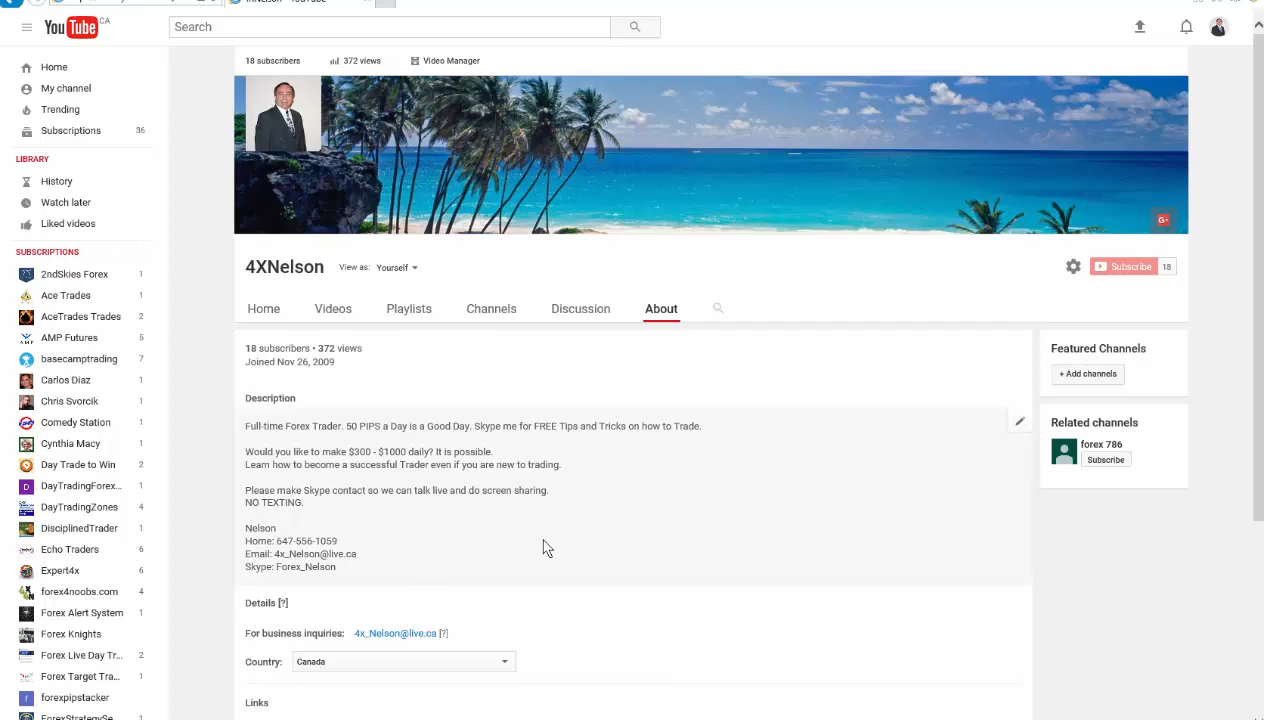 4XNelson - YouTube
YouTube CA
Search
Home
My channel
Trending
Subscriptions 36
LIBRARY
History
Watch later
Liked videos
SUBSCRIPTIONS
2ndSkies Forex 1
Ace Trades 1
AceTrades Trades 2
AMP Futures 5
basecamptrading 7
Carlos Diaz 1
Chris Svorcik 1
Comedy Station 1
Cynthia Macy 1
Day Trade to Win 2
DayTradingForex... 1
DayTradingZones 4
DisciplinedTrader 1
Echo Traders 6
Expert4x 6
forex4noobs.com 4
Forex Alert System 1
Forex Knights
Forex Live Day Tr... 2
Forex Target Tra... 1
forexpipstacker
ForexStrategySe...
18 subscribers 372 views Video Manager
G+
4XNelson View as: Yourself
Subscribe 18
Home Videos Playlists Channels Discussion About
18 subscribers • 372 views
Joined Nov 26, 2009
Description
Full-time Forex Trader. 50 PIPS a Day is a Good Day. Skype me for FREE Tips and Tricks on how to Trade.
Would you like to make $300 - $1000 daily? It is possible.
Learn how to become a successful Trader even if you are new to trading.
Please make Skype contact so we can talk live and do screen sharing.
NO TEXTING.
Nelson
Home: 647-556-1059
Email: 4x_Nelson@live.ca
Skype: Forex_Nelson
Details [?]
For business inquiries: 4x_Nelson@live.ca [?]
Country: Canada
Links
Featured Channels
+ Add channels
Related channels
forex 786
Subscribe